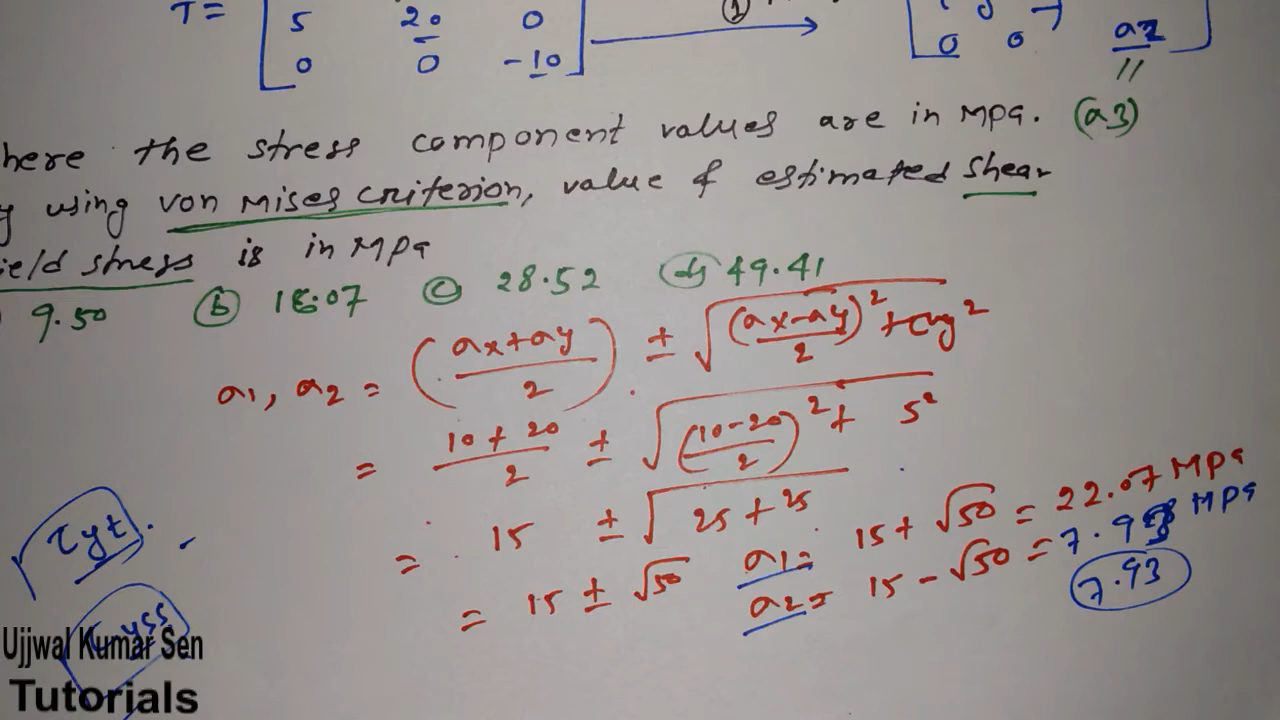 T = [ 5 20 0
0 0 -10 ]
0 0 az
(a3)
here the stress component values are in MPa.
using von mises criterion, value of estimated shear
ield stress is in MPa
9.50 (b) 16.07 (c) 28.52 (d) 49.41
σ1, σ2 = (σx+σy / 2) ± √(σx-σy / 2)² + τxy²
= 10 + 20 / 2 ± √(10-20 / 2)² + 5²
= 15 ± √25 + 25
= 15 ± √50 σ1 = 15 + √50 = 22.07 MPa
σ2 = 15 - √50 = 7.93 MPa
7.93
τyt.
yss
Ujjwal Kumar Sen
Tutorials